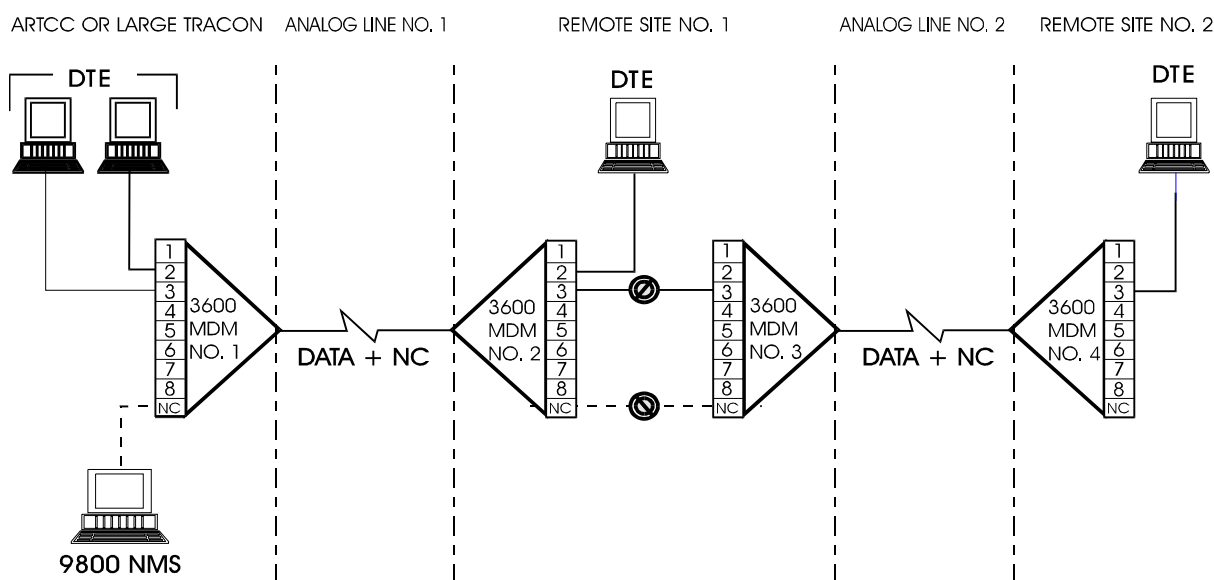 ARTCC OR LARGE TRACON
ANALOG LINE NO. 1
REMOTE SITE NO. 1
ANALOG LINE NO. 2
REMOTE SITE NO. 2
DTE
DTE
DTE
1
2
3
4
5
6
7
8
NC
3600
MDM
NO. 1
DATA + NC
3600
MDM
NO. 2
1
2
3
4
5
6
7
8
NC
1
2
3
4
5
6
7
8
NC
3600
MDM
NO. 3
DATA + NC
3600
MDM
NO. 4
1
2
3
4
5
6
7
8
NC
9800 NMS